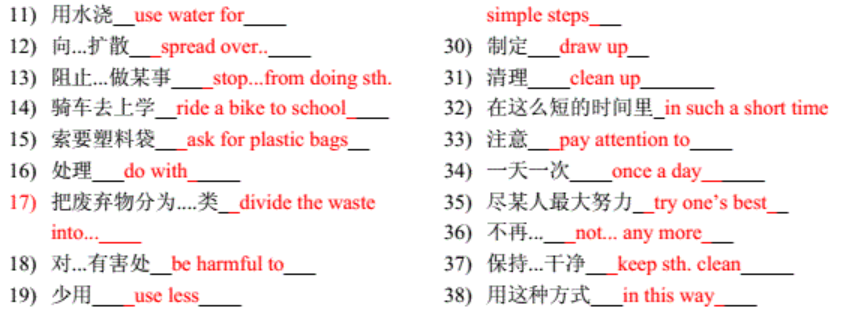 11) 用水浇__use water for____
12) 向...扩散___spread over..____
13) 阻止...做某事____stop...from doing sth.
14) 骑车去上学__ride a bike to school____
15) 索要塑料袋___ask for plastic bags__
16) 处理___do with_____
17) 把废弃物分为....类__divide the waste
into...____
18) 对...有害处__be harmful to___
19) 少用____use less____
simple steps___
30) 制定___draw up__
31) 清理____clean up_______
32) 在这么短的时间里_in such a short time
33) 注意___pay attention to____
34) 一天一次____once a day______
35) 尽某人最大努力__try one’s best__
36) 不再...___not... any more___
37) 保持...干净___keep sth. clean_____
38) 用这种方式___in this way____